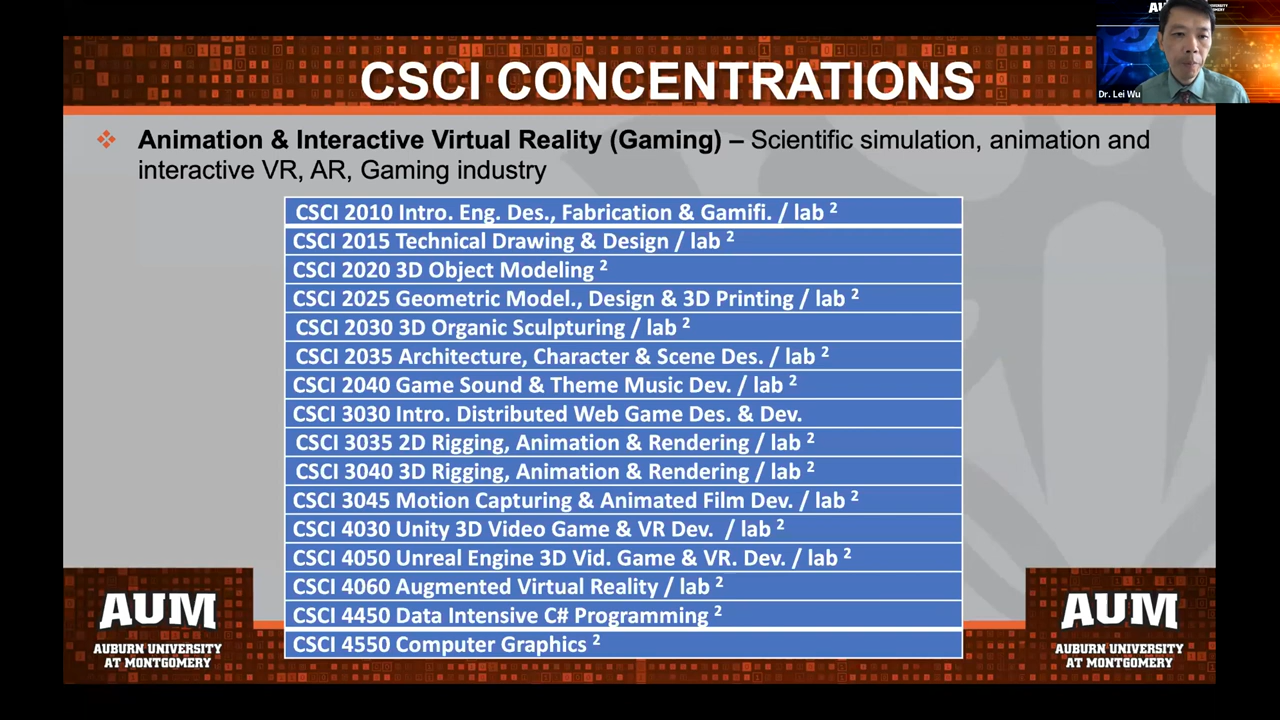 CSCI CONCENTRATIONS
Dr. Lei Wu
❖ Animation & Interactive Virtual Reality (Gaming) – Scientific simulation, animation and
interactive VR, AR, Gaming industry
CSCI 2010 Intro. Eng. Des., Fabrication & Gamifi. / lab ²
CSCI 2015 Technical Drawing & Design / lab ²
CSCI 2020 3D Object Modeling ²
CSCI 2025 Geometric Model., Design & 3D Printing / lab ²
CSCI 2030 3D Organic Sculpturing / lab ²
CSCI 2035 Architecture, Character & Scene Des. / lab ²
CSCI 2040 Game Sound & Theme Music Dev. / lab ²
CSCI 3030 Intro. Distributed Web Game Des. & Dev.
CSCI 3035 2D Rigging, Animation & Rendering / lab ²
CSCI 3040 3D Rigging, Animation & Rendering / lab ²
CSCI 3045 Motion Capturing & Animated Film Dev. / lab ²
CSCI 4030 Unity 3D Video Game & VR Dev. / lab ²
CSCI 4050 Unreal Engine 3D Vid. Game & VR. Dev. / lab ²
CSCI 4060 Augmented Virtual Reality / lab ²
CSCI 4450 Data Intensive C# Programming ²
CSCI 4550 Computer Graphics ²
AUM
AUBURN UNIVERSITY
AT MONTGOMERY
AUM
AUBURN UNIVERSITY
AT MONTGOMERY